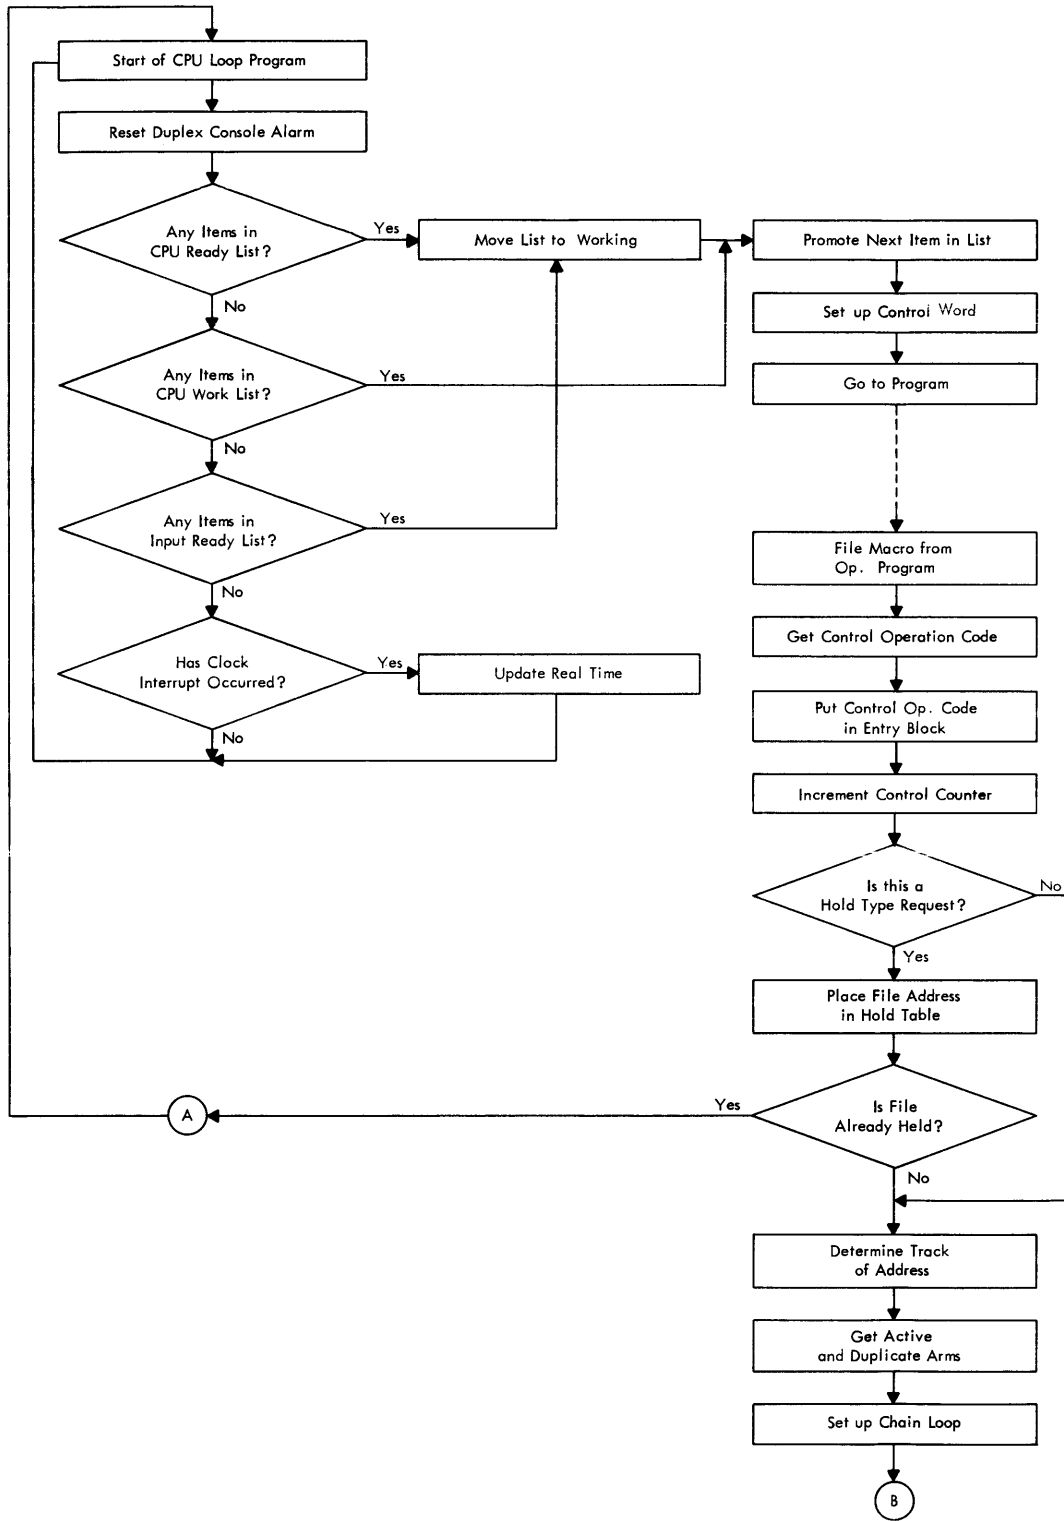 Start of CPU Loop Program
Reset Duplex Console Alarm
Any Items in
CPU Ready List?
Yes
No
Move List to Working
Promote Next Item in List
Set up Control Word
Go to Program
Any Items in
CPU Work List?
Yes
No
Any Items in
Input Ready List?
Yes
No
Has Clock
Interrupt Occurred?
Yes
No
Update Real Time
File Macro from
Op. Program
Get Control Operation Code
Put Control Op. Code
in Entry Block
Increment Control Counter
Is this a
Hold Type Request?
No
Yes
Place File Address
in Hold Table
Is File
Already Held?
Yes
A
No
Determine Track
of Address
Get Active
and Duplicate Arms
Set up Chain Loop
B